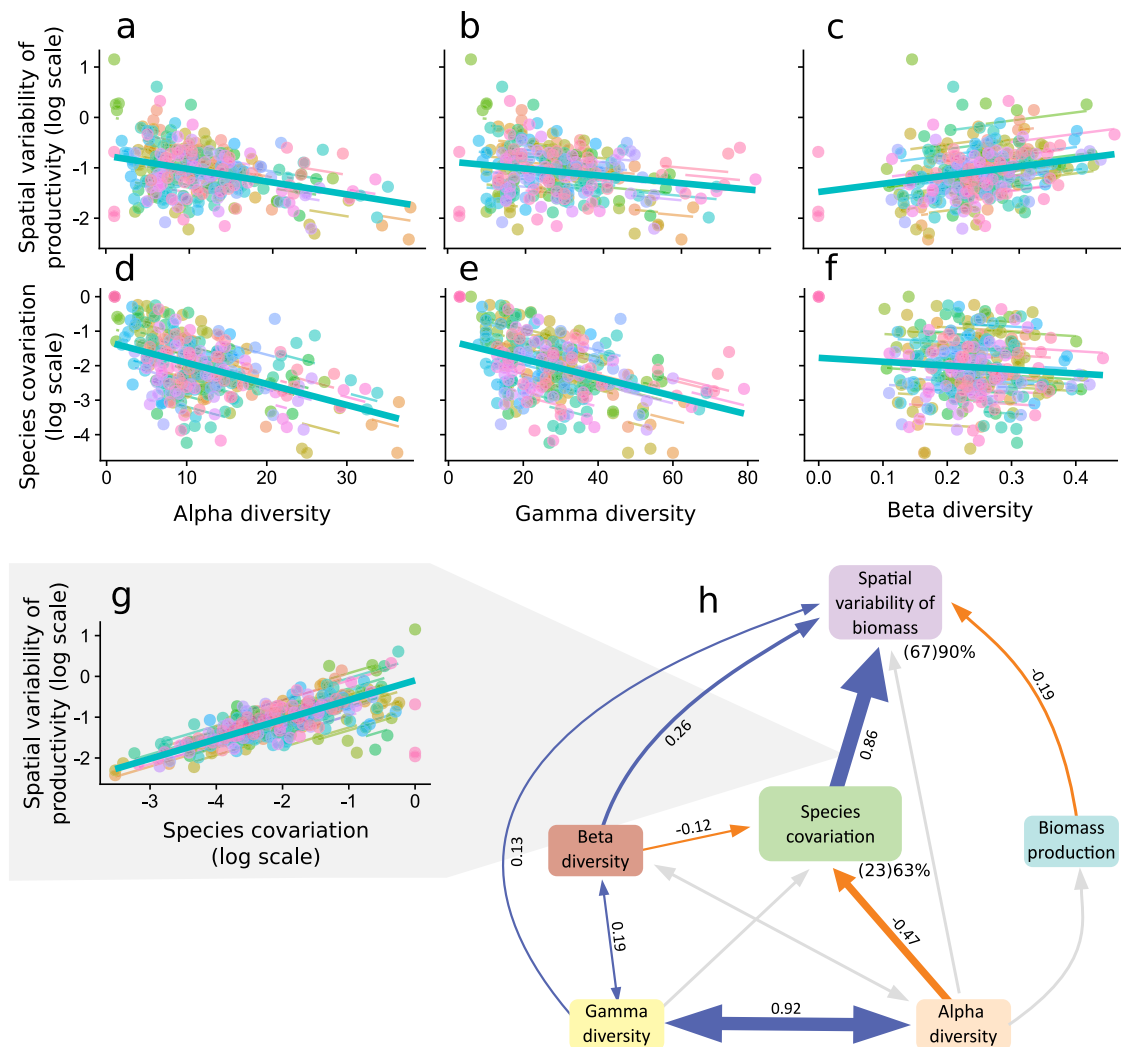 a
b
c
Spatial variability of
productivity (log scale)
1
0
-1
-2
d
e
f
Species covariation
(log scale)
0
-1
-2
-3
-4
0
10
20
30
0
20
40
60
80
0.0
0.1
0.2
0.3
0.4
Alpha diversity
Gamma diversity
Beta diversity
g
Spatial variability of
productivity (log scale)
1
0
-1
-2
-3
-4
-2
-1
0
Species covariation
(log scale)
h
Spatial
variability of
biomass
(67)90%
-0.19
0.26
0.86
Species
covariation
Beta
diversity
-0.12
Biomass
production
0.13
(23)63%
0.19
-0.47
Gamma
diversity
0.92
Alpha
diversity